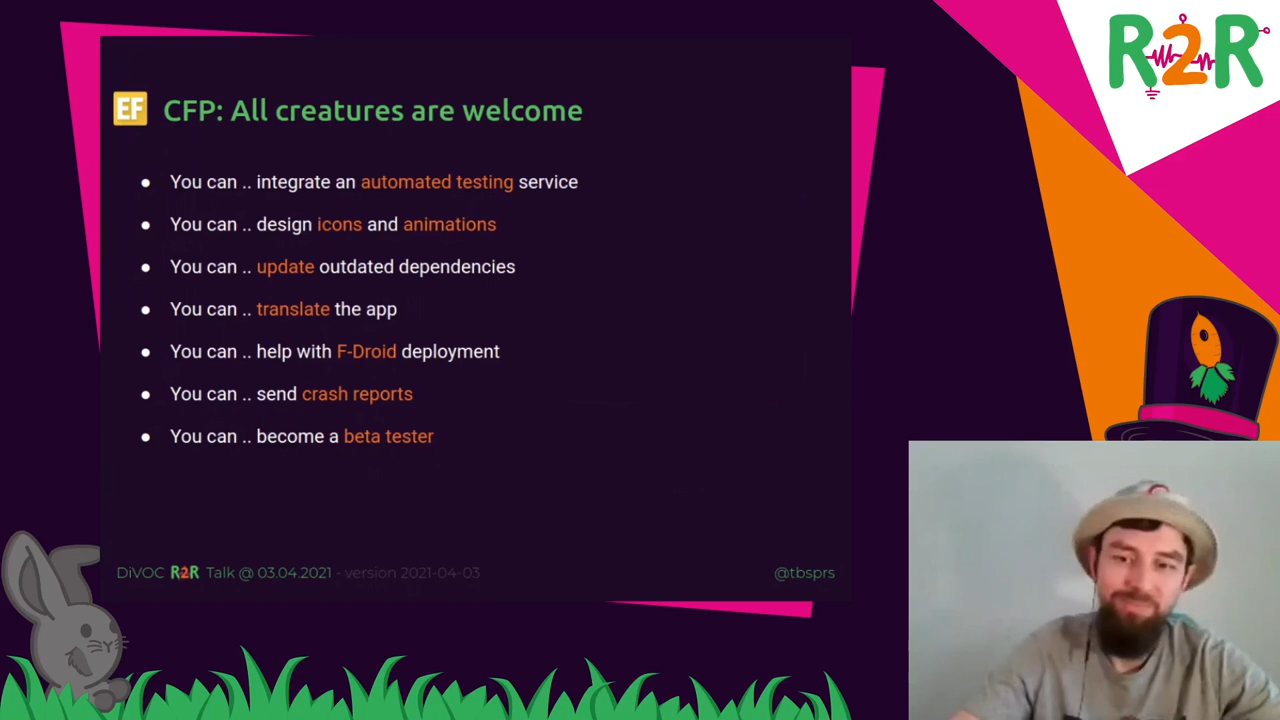 R2R
EF CFP: All creatures are welcome
You can .. integrate an automated testing service
You can .. design icons and animations
You can .. update outdated dependencies
You can .. translate the app
You can .. help with F-Droid deployment
You can .. send crash reports
You can .. become a beta tester
DiVOC R2R Talk @ 03.04.2021 - version 2021-04-03
@tbsprs